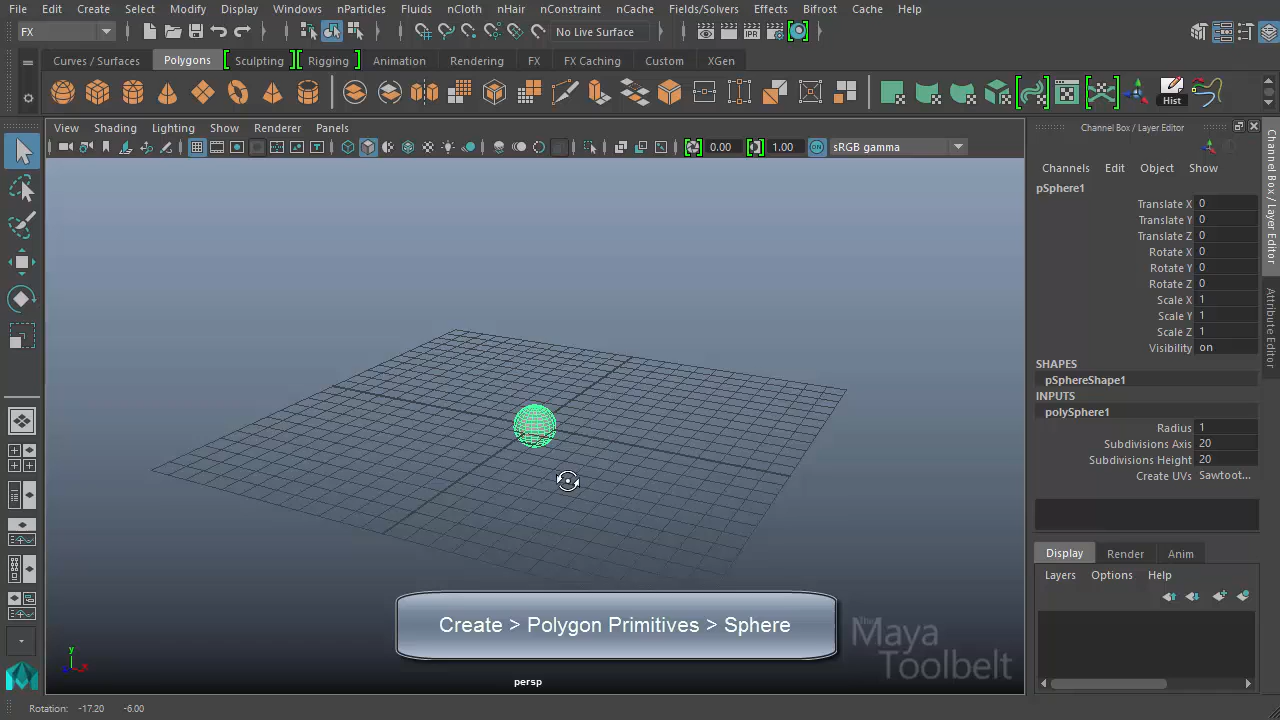 File Edit Create Select Modify Display Windows nParticles Fluids nCloth nHair nConstraint nCache Fields/Solvers Effects Bifrost Cache Help
FX
No Live Surface
IPR
Curves / Surfaces Polygons Sculpting Rigging Animation Rendering FX FX Caching Custom XGen
Hist
View Shading Lighting Show Renderer Panels
0.00 1.00 ON sRGB gamma
Channel Box / Layer Editor
Channels Edit Object Show
pSphere1
Translate X 0
Translate Y 0
Translate Z 0
Rotate X 0
Rotate Y 0
Rotate Z 0
Scale X 1
Scale Y 1
Scale Z 1
Visibility on
SHAPES
pSphereShape1
INPUTS
polySphere1
Radius 1
Subdivisions Axis 20
Subdivisions Height 20
Create UVs Sawtoot...
Channel Box / Layer Editor
Attribute Editor
Display Render Anim
Layers Options Help
Create > Polygon Primitives > Sphere
The
Maya
Toolbelt
y
z x
persp
Rotation: -17.20 -6.00